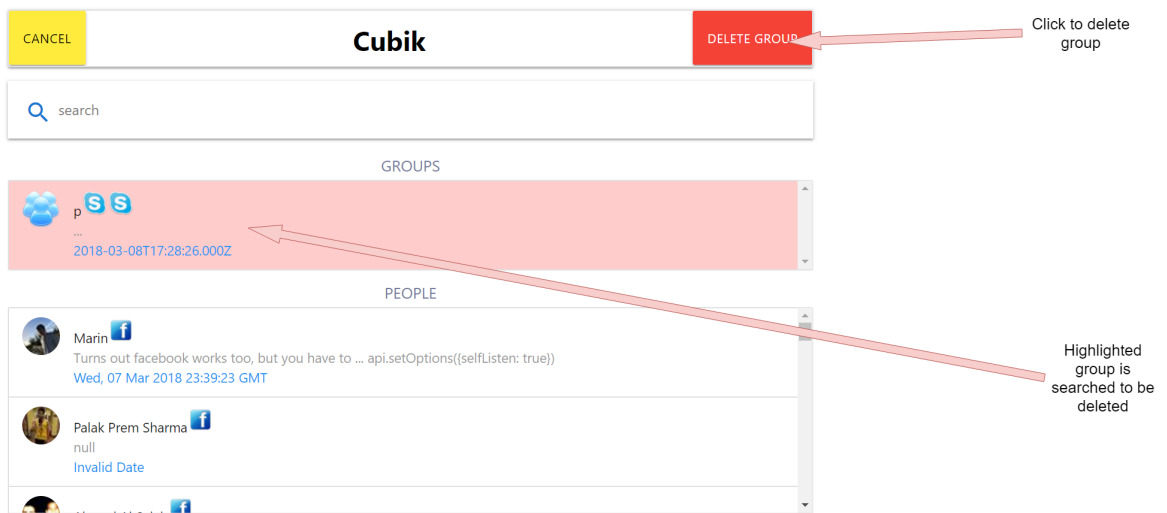 CANCEL
Cubik
DELETE GROUP
Click to delete
group
search
GROUPS
p
...
2018-03-08T17:28:26.000Z
PEOPLE
Marin
Turns out facebook works too, but you have to ... api.setOptions({selfListen: true})
Wed, 07 Mar 2018 23:39:23 GMT
Highlighted
group is
searched to be
deleted
Palak Prem Sharma
null
Invalid Date